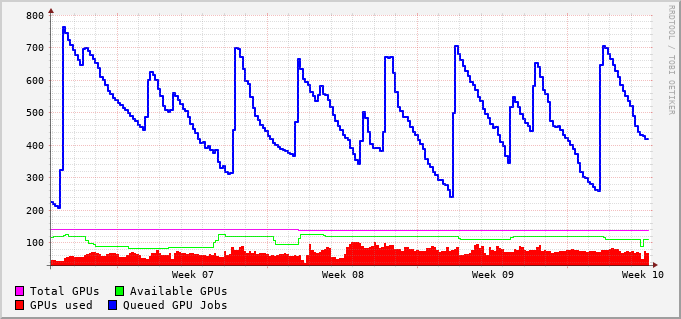 800
700
600
500
400
300
200
100
Week 07 Week 08 Week 09 Week 10
Total GPUs Available GPUs
GPUs used Queued GPU Jobs
RRDTOOL / TOBI OETIKER